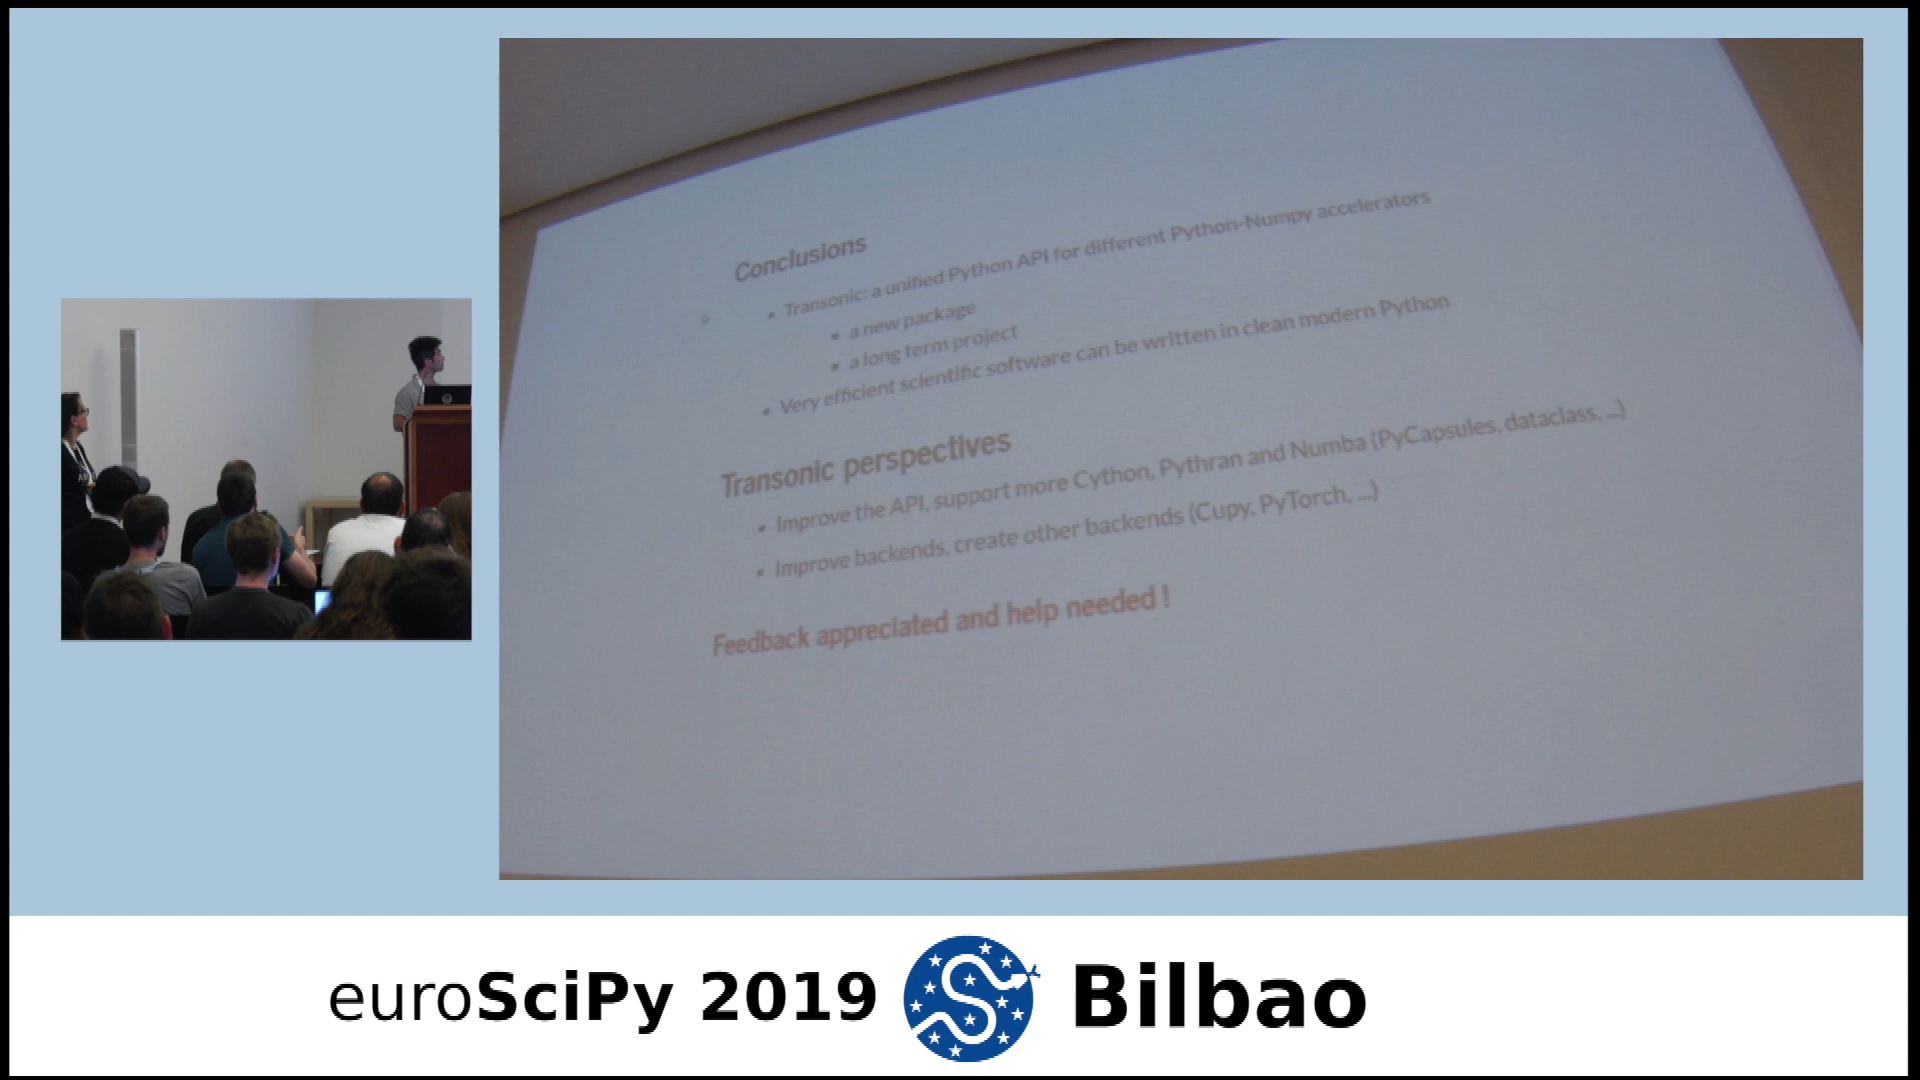 Conclusions
Transonic: a unified Python API for different Python-Numpy accelerators
a new package
a long term project
Very efficient scientific software can be written in clean modern Python
Transonic perspectives
Improve the API, support more Cython, Pythran and Numba (PyCapsules, dataclass, ...)
Improve backends, create other backends (Cupy, PyTorch, ...)
Feedback appreciated and help needed !
euroSciPy 2019 Bilbao